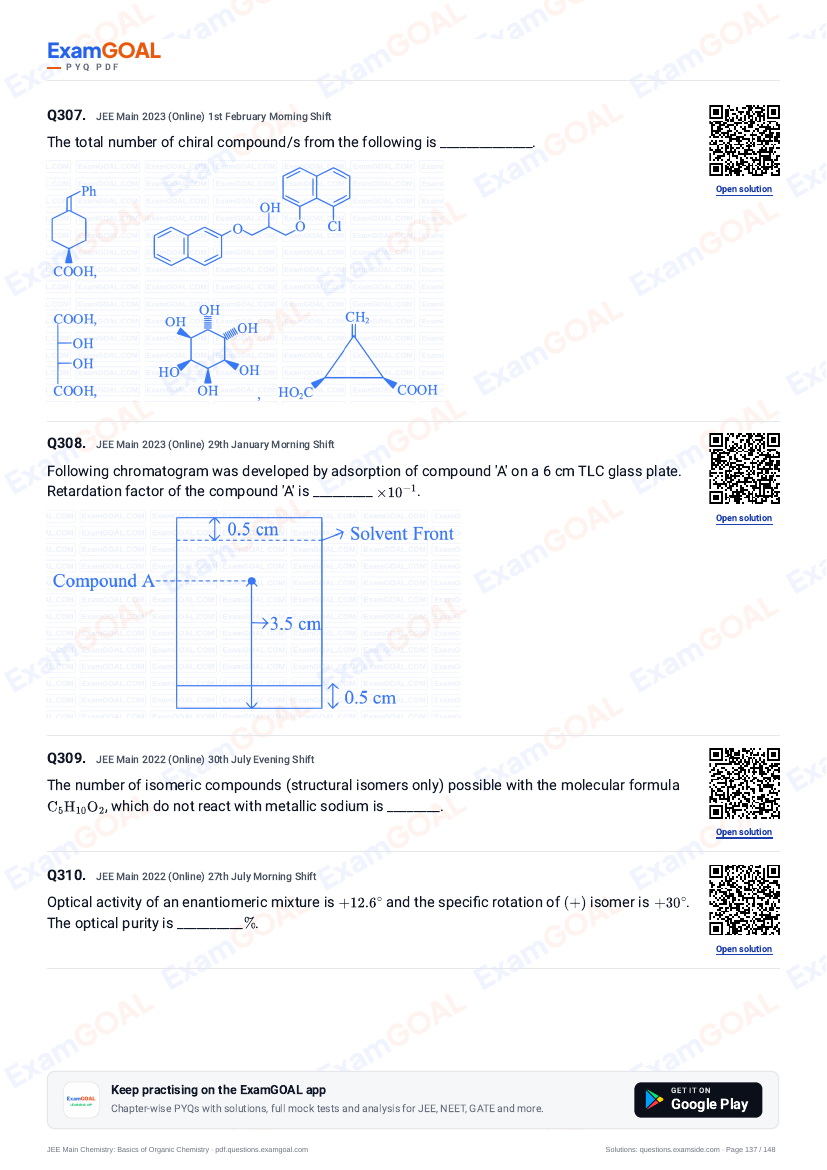 ExamGOAL
PYQ PDF
Q307. JEE Main 2023 (Online) 1st February Morning Shift
The total number of chiral compound/s from the following is ______________.
Open solution
Ph
COOH,
OH
O
O
Cl
COOH,
OH
OH
COOH,
OH
OH
OH
HO
OH
OH
,
CH2
HO2C
COOH
Q308. JEE Main 2023 (Online) 29th January Morning Shift
Following chromatogram was developed by adsorption of compound 'A' on a 6 cm TLC glass plate.
Retardation factor of the compound 'A' is _________ ×10⁻¹.
Open solution
0.5 cm
Solvent Front
Compound A
3.5 cm
0.5 cm
Q309. JEE Main 2022 (Online) 30th July Evening Shift
The number of isomeric compounds (structural isomers only) possible with the molecular formula
C₅H₁₀O₂, which do not react with metallic sodium is ________.
Open solution
Q310. JEE Main 2022 (Online) 27th July Morning Shift
Optical activity of an enantiomeric mixture is +12.6° and the specific rotation of (+) isomer is +30°.
The optical purity is __________%.
Open solution
ExamGOAL
Keep practising on the ExamGOAL app
Chapter-wise PYQs with solutions, full mock tests and analysis for JEE, NEET, GATE and more.
GET IT ON
Google Play
JEE Main Chemistry: Basics of Organic Chemistry · pdf.questions.examgoal.com
Solutions: questions.examside.com · Page 137 / 148